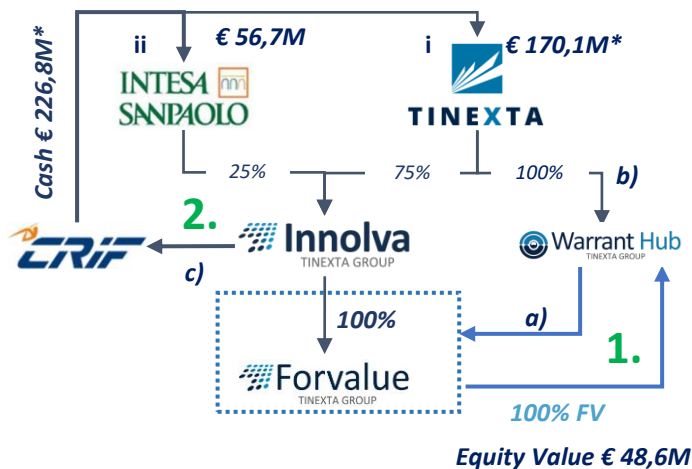 ii
€ 56,7M
i
€ 170,1M*
Cash € 226,8M*
INTESA
SANPAOLO
TINEXTA
25%
75%
100%
b)
2.
CRIF
Innolva
TINEXTA GROUP
Warrant Hub
TINEXTA GROUP
c)
100%
a)
1.
Forvalue
TINEXTA GROUP
100% FV
Equity Value € 48,6M